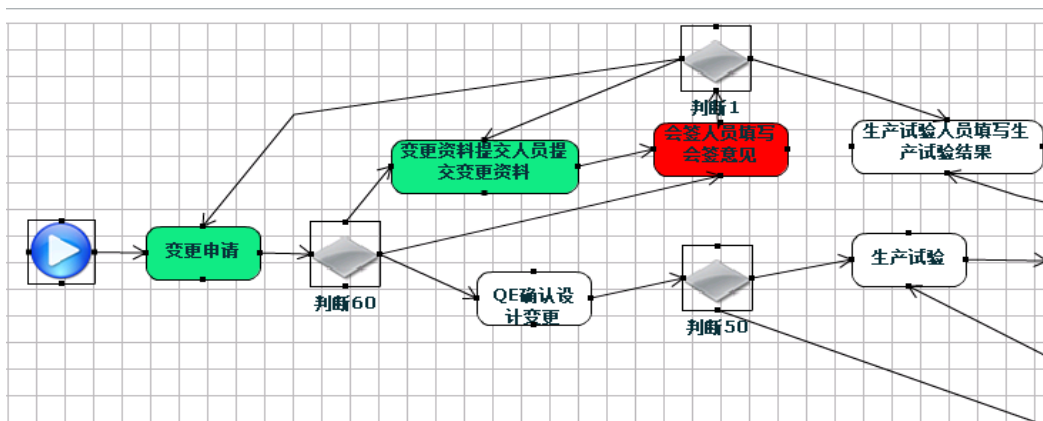 判断1
变更资料提交人员提
交变更资料
会签人员填写
会签意见
生产试验人员填写生
产试验结果
变更申请
判断60
QE确认设
计变更
判断50
生产试验